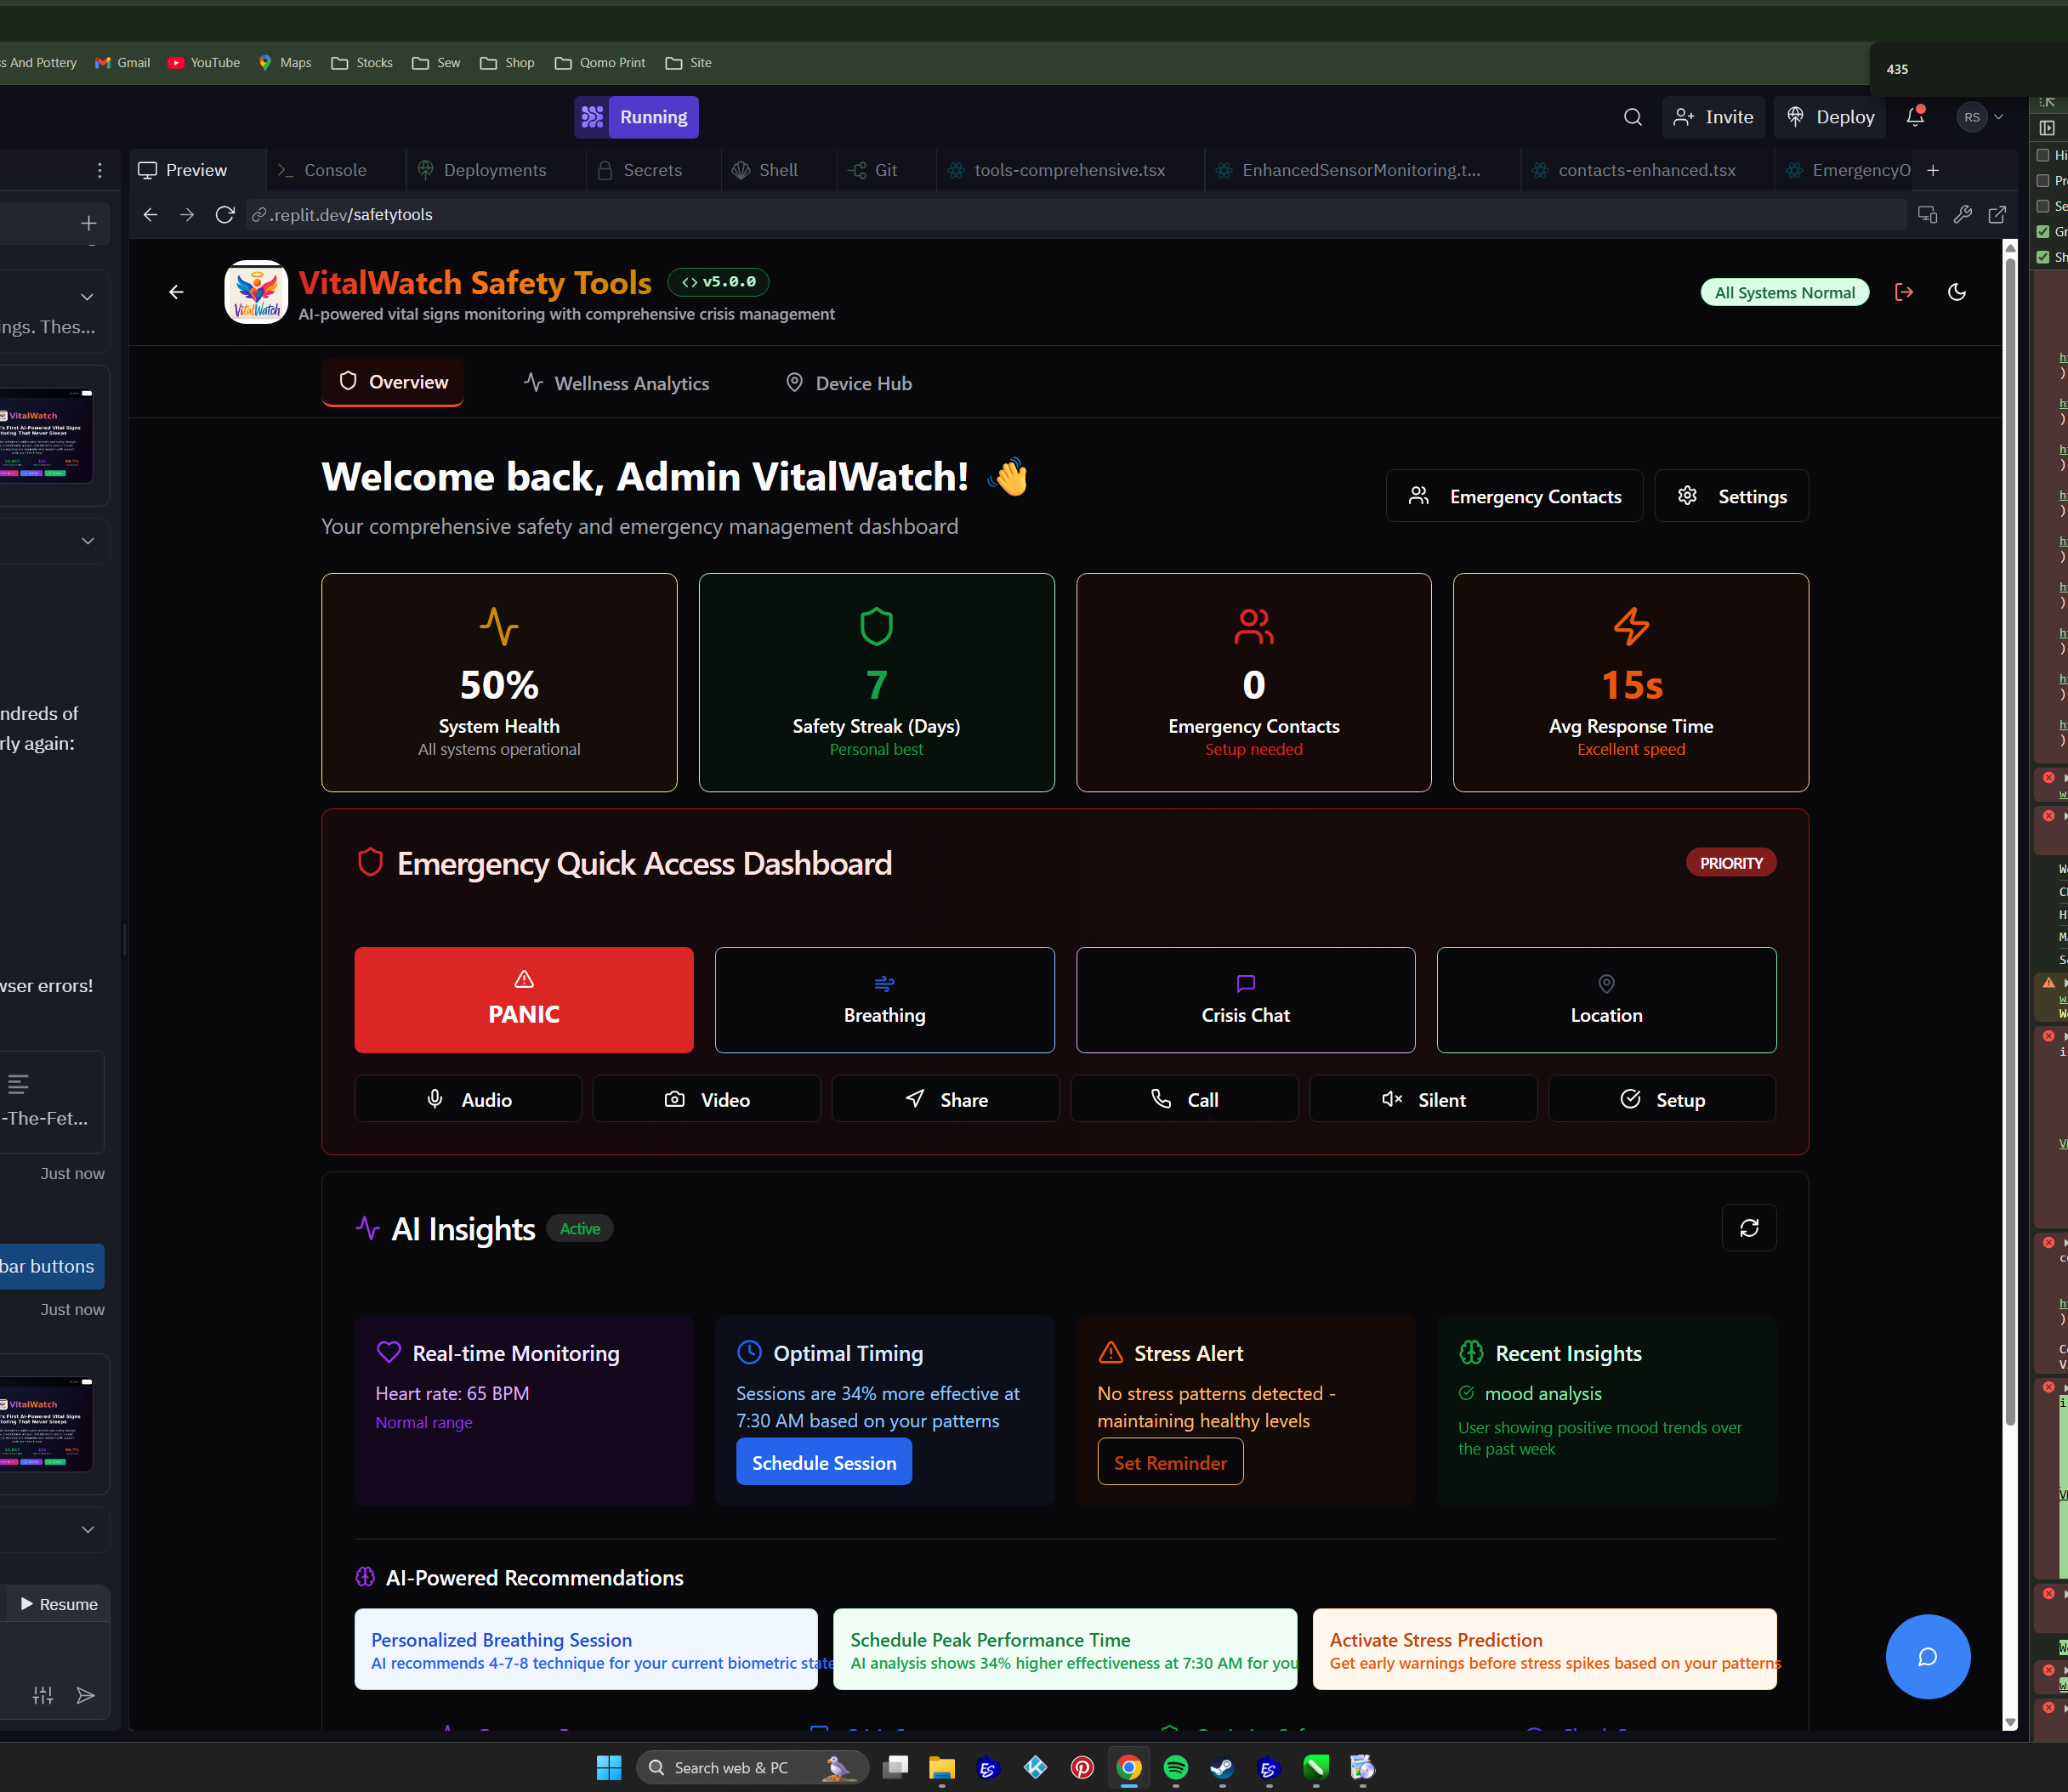 ss And Pottery
Gmail
YouTube
Maps
Stocks
Sew
Shop
Qomo Print
Site
435
Running
Invite
Deploy
RS
Preview
Console
Deployments
Secrets
Shell
Git
tools-comprehensive.tsx
EnhancedSensorMonitoring.t...
contacts-enhanced.tsx
EmergencyO
.replit.dev/safetytools
VitalWatch
VitalWatch Safety Tools
<> v5.0.0
AI-powered vital signs monitoring with comprehensive crisis management
All Systems Normal
Overview
Wellness Analytics
Device Hub
Welcome back, Admin VitalWatch! 👋
Your comprehensive safety and emergency management dashboard
Emergency Contacts
Settings
50%
System Health
All systems operational
7
Safety Streak (Days)
Personal best
0
Emergency Contacts
Setup needed
15s
Avg Response Time
Excellent speed
Emergency Quick Access Dashboard
PRIORITY
PANIC
Breathing
Crisis Chat
Location
Audio
Video
Share
Call
Silent
Setup
AI Insights
Active
Real-time Monitoring
Heart rate: 65 BPM
Normal range
Optimal Timing
Sessions are 34% more effective at
7:30 AM based on your patterns
Schedule Session
Stress Alert
No stress patterns detected -
maintaining healthy levels
Set Reminder
Recent Insights
mood analysis
User showing positive mood trends over
the past week
AI-Powered Recommendations
Personalized Breathing Session
AI recommends 4-7-8 technique for your current biometric state
Schedule Peak Performance Time
AI analysis shows 34% higher effectiveness at 7:30 AM for you
Activate Stress Prediction
Get early warnings before stress spikes based on your patterns
ings. Thes...
VitalWatch
ndreds of
rly again:
wser errors!
-The-Fet...
Just now
bar buttons
Just now
VitalWatch
Resume
Search web & PC